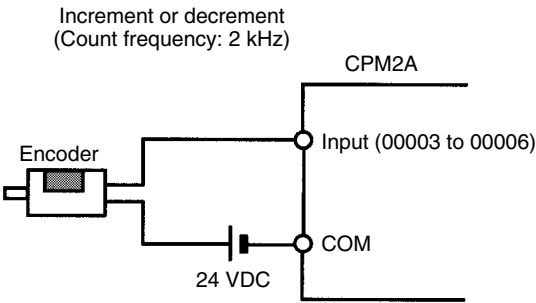 Increment or decrement
(Count frequency: 2 kHz)
CPM2A
Input (00003 to 00006)
Encoder
COM
24 VDC